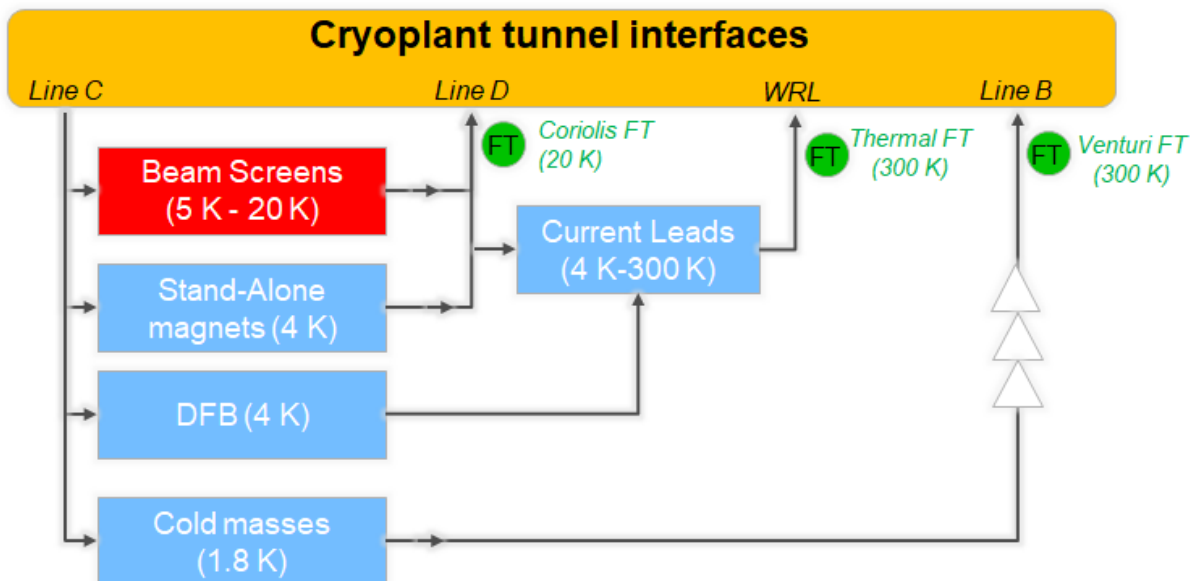 Cryoplant tunnel interfaces
Line C
Line D
WRL
Line B
FT
Coriolis FT
(20 K)
FT
Thermal FT
(300 K)
FT
Venturi FT
(300 K)
Beam Screens
(5 K - 20 K)
Current Leads
(4 K-300 K)
Stand-Alone
magnets (4 K)
DFB (4 K)
Cold masses
(1.8 K)